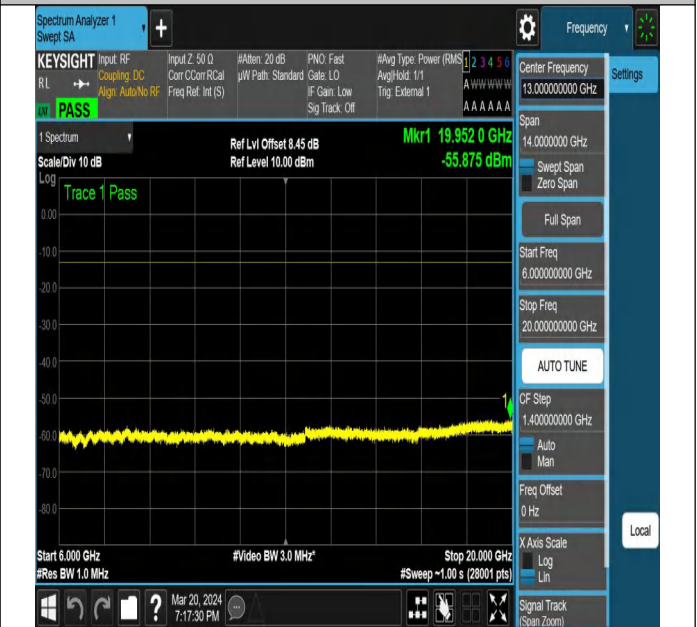 Spectrum Analyzer 1
Swept SA
Frequency
KEYSIGHT
Input: RF
Coupling: DC
Align: Auto/No RF
Input Z: 50 Ω
Corr CCorr RCal
Freq Ref: Int (S)
#Atten: 20 dB
µW Path: Standard
PNO: Fast
Gate: LO
IF Gain: Low
Sig Track: Off
#Avg Type: Power (RMS
Avg|Hold: 1/1
Trig: External 1
1 2 3 4 5 6
A W W W W W
A A A A A A
RL
PASS
Settings
1 Spectrum
Scale/Div 10 dB
Ref Lvl Offset 8.45 dB
Ref Level 10.00 dBm
Mkr1 19.952 0 GHz
-55.875 dBm
Log
Trace 1 Pass
0.00
-10.0
-20.0
-30.0
-40.0
-50.0
-60.0
-70.0
-80.0
1
Start 6.000 GHz
#Video BW 3.0 MHz*
Stop 20.000 GHz
#Res BW 1.0 MHz
#Sweep ~1.00 s (28001 pts)
Mar 20, 2024
7:17:30 PM
Center Frequency
13.000000000 GHz
Span
14.0000000 GHz
Swept Span
Zero Span
Full Span
Start Freq
6.000000000 GHz
Stop Freq
20.000000000 GHz
AUTO TUNE
CF Step
1.400000000 GHz
Auto
Man
Freq Offset
0 Hz
X Axis Scale
Log
Lin
Signal Track
(Span Zoom)
Local